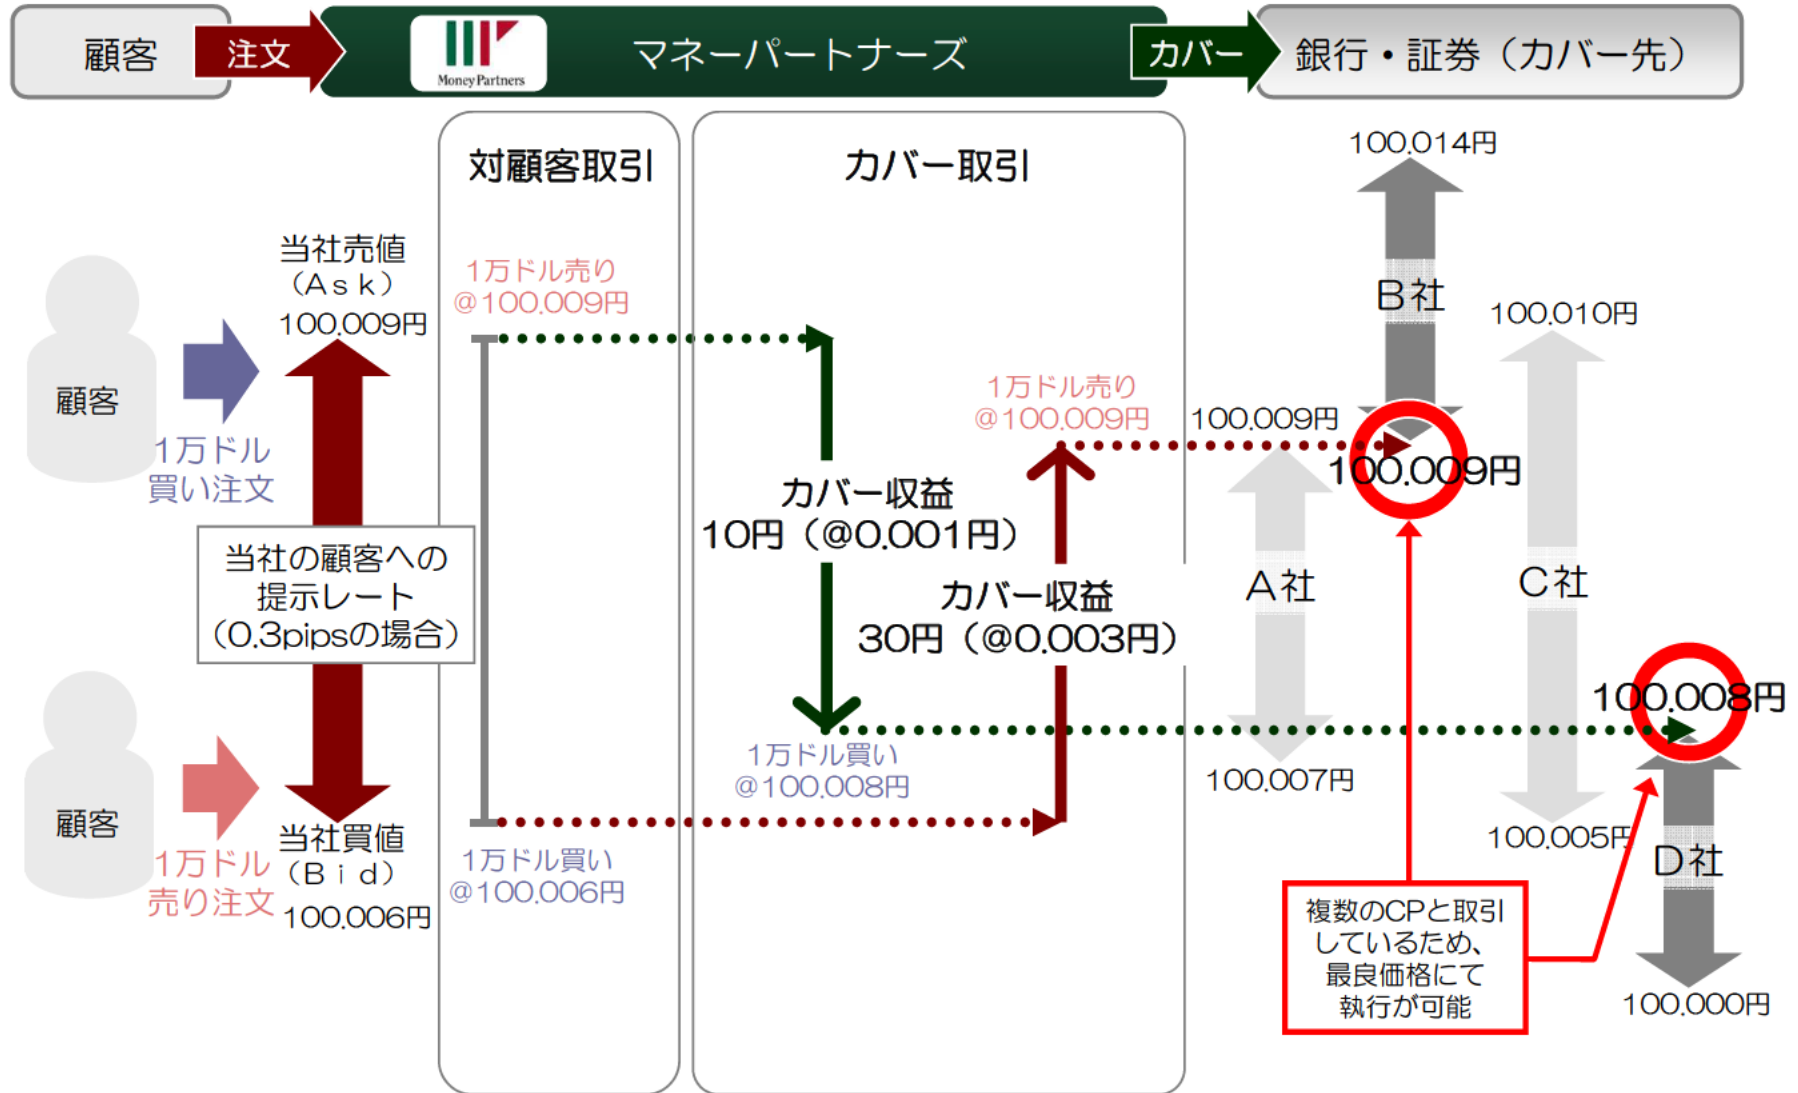 顧客
注文
Money Partners
マネーパートナーズ
カバー
銀行・証券（カバー先）
対顧客取引
カバー取引
当社売値
（Ａｓｋ）
100.009円
顧客
1万ドル
買い注文
当社の顧客への
提示レート
（0.3pipsの場合）
顧客
1万ドル
売り注文
当社買値
（Ｂｉｄ）
100.006円
1万ドル売り
@100.009円
1万ドル買い
@100.006円
カバー収益
10円（@0.001円）
1万ドル買い
@100.008円
1万ドル売り
@100.009円
カバー収益
30円（@0.003円）
100.009円
Ａ社
100.007円
100.014円
Ｂ社
100.009円
100.010円
Ｃ社
100.005円
100.008円
Ｄ社
100.000円
複数のCPと取引
しているため、
最良価格にて
執行が可能